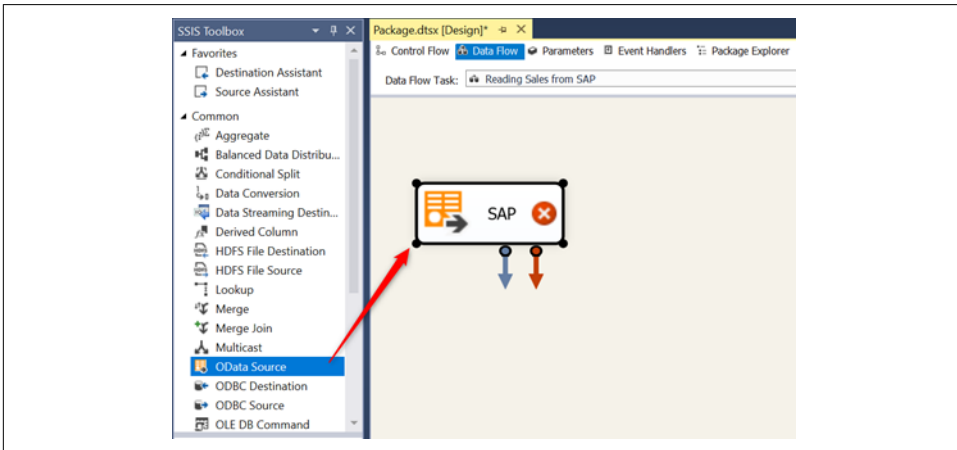 SSIS Toolbox
Favorites
Destination Assistant
Source Assistant
Common
Aggregate
Balanced Data Distribu...
Conditional Split
Data Conversion
Data Streaming Destin...
Derived Column
HDFS File Destination
HDFS File Source
Lookup
Merge
Merge Join
Multicast
OData Source
ODBC Destination
ODBC Source
OLE DB Command
Package.dtsx [Design]*
Control Flow Data Flow Parameters Event Handlers Package Explorer
Data Flow Task: Reading Sales from SAP
SAP